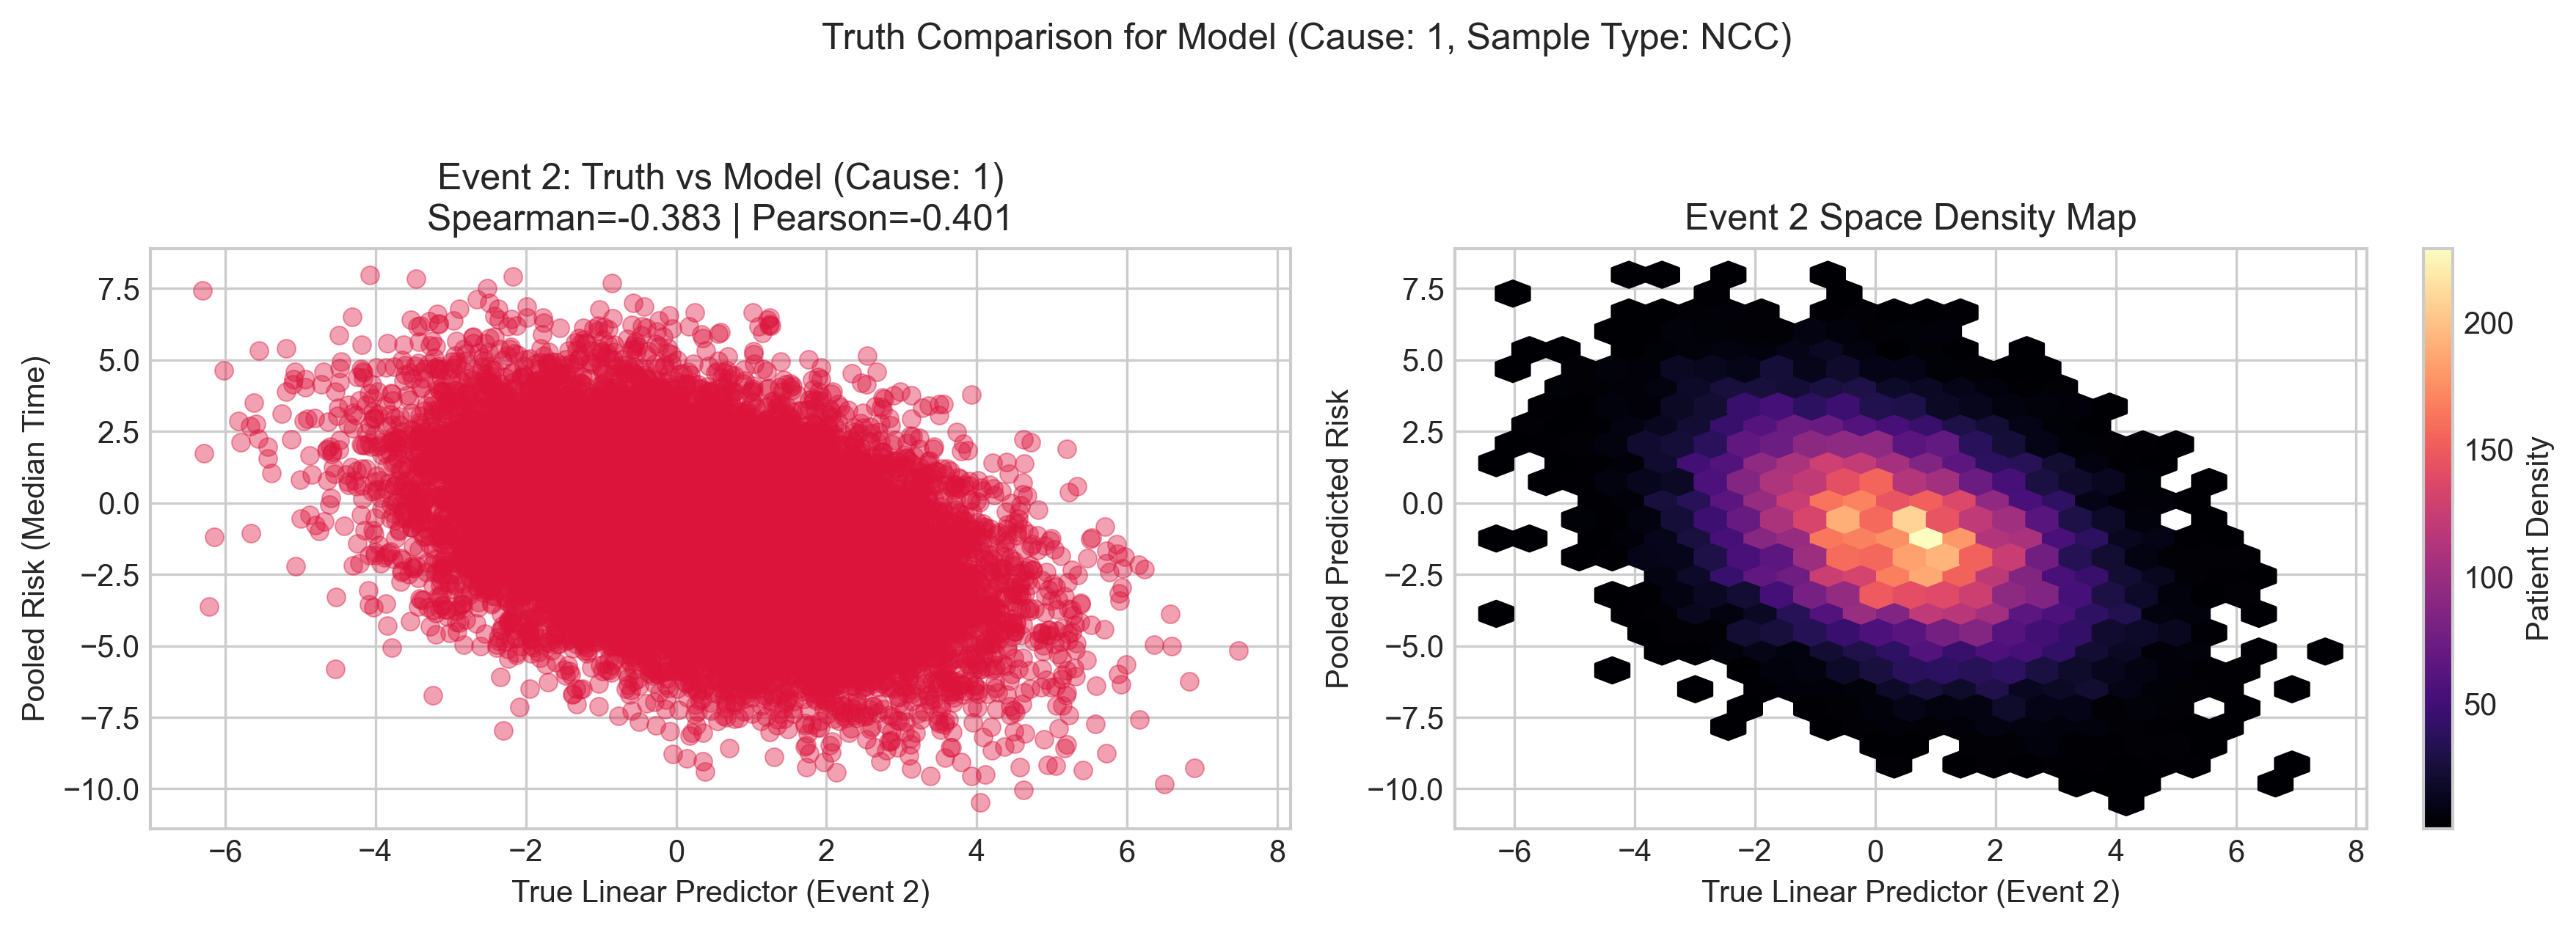 Truth Comparison for Model (Cause: 1, Sample Type: NCC)
Event 2: Truth vs Model (Cause: 1)
Spearman=-0.383 | Pearson=-0.401
Pooled Risk (Median Time)
7.5
5.0
2.5
0.0
−2.5
−5.0
−7.5
−10.0
−6 −4 −2 0 2 4 6 8
True Linear Predictor (Event 2)
Event 2 Space Density Map
Pooled Predicted Risk
7.5
5.0
2.5
0.0
−2.5
−5.0
−7.5
−10.0
−6 −4 −2 0 2 4 6 8
True Linear Predictor (Event 2)
200
150
100
50
Patient Density